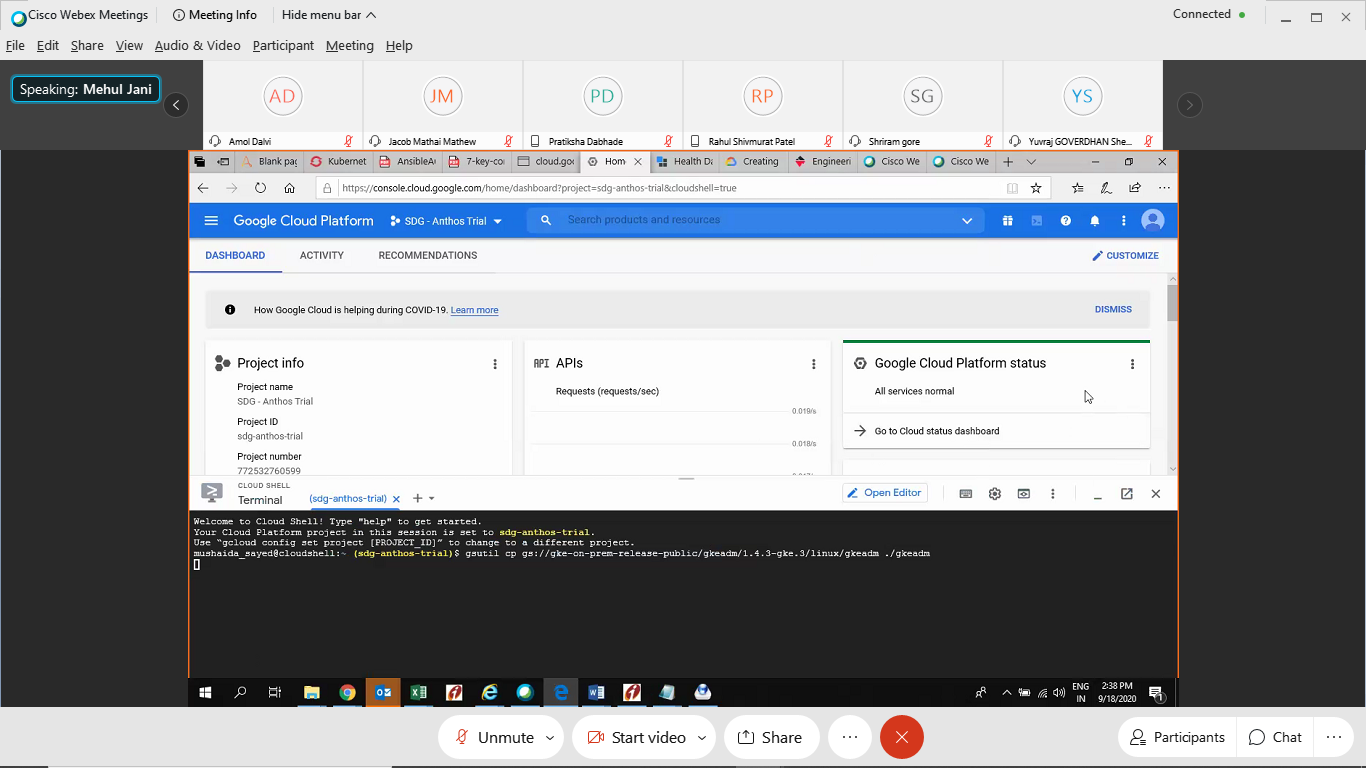 Cisco Webex Meetings
Meeting Info
Hide menu bar
Connected
File Edit Share View Audio & Video Participant Meeting Help
Speaking: Mehul Jani
AD
JM
PD
RP
SG
YS
Amol Dalvi
Jacob Mathai Mathew
Pratiksha Dabhade
Rahul Shivmurat Patel
Shriram gore
Yuvraj GOVERDHAN She...
Blank pag
Kubernet
AnsibleAu
7-key-con
cloud.goo
Hom
Health Da
Creating
Engineeri
Cisco We
Cisco We
https://console.cloud.google.com/home/dashboard?project=sdg-anthos-trial&cloudshell=true
Google Cloud Platform
SDG - Anthos Trial
Search products and resources
DASHBOARD
ACTIVITY
RECOMMENDATIONS
CUSTOMIZE
How Google Cloud is helping during COVID-19. Learn more
DISMISS
Project info
Project name
SDG - Anthos Trial
Project ID
sdg-anthos-trial
Project number
772532760599
API APIs
Requests (requests/sec)
0.019/s
0.018/s
Google Cloud Platform status
All services normal
Go to Cloud status dashboard
CLOUD SHELL
Terminal
(sdg-anthos-trial)
Open Editor
Welcome to Cloud Shell! Type "help" to get started.
Your Cloud Platform project in this session is set to sdg-anthos-trial.
Use "gcloud config set project [PROJECT_ID]" to change to a different project.
mushaida_sayed@cloudshell:~ (sdg-anthos-trial)$ gsutil cp gs://gke-on-prem-release-public/gkeadm/1.4.3-gke.3/linux/gkeadm ./gkeadm
ENG
IN
2:38 PM
9/18/2020
1
Unmute
Start video
Share
Participants
Chat